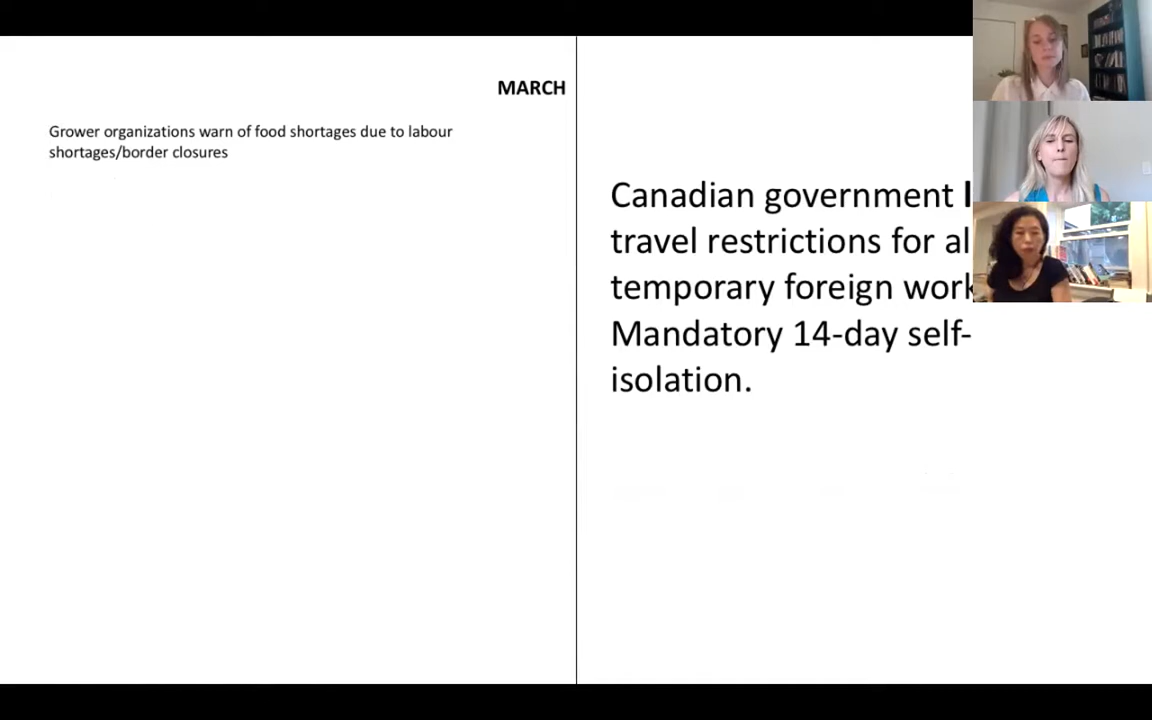 MARCH
Grower organizations warn of food shortages due to labour
shortages/border closures
Canadian government
travel restrictions for
temporary foreign
Mandatory 14-day self-
isolation.